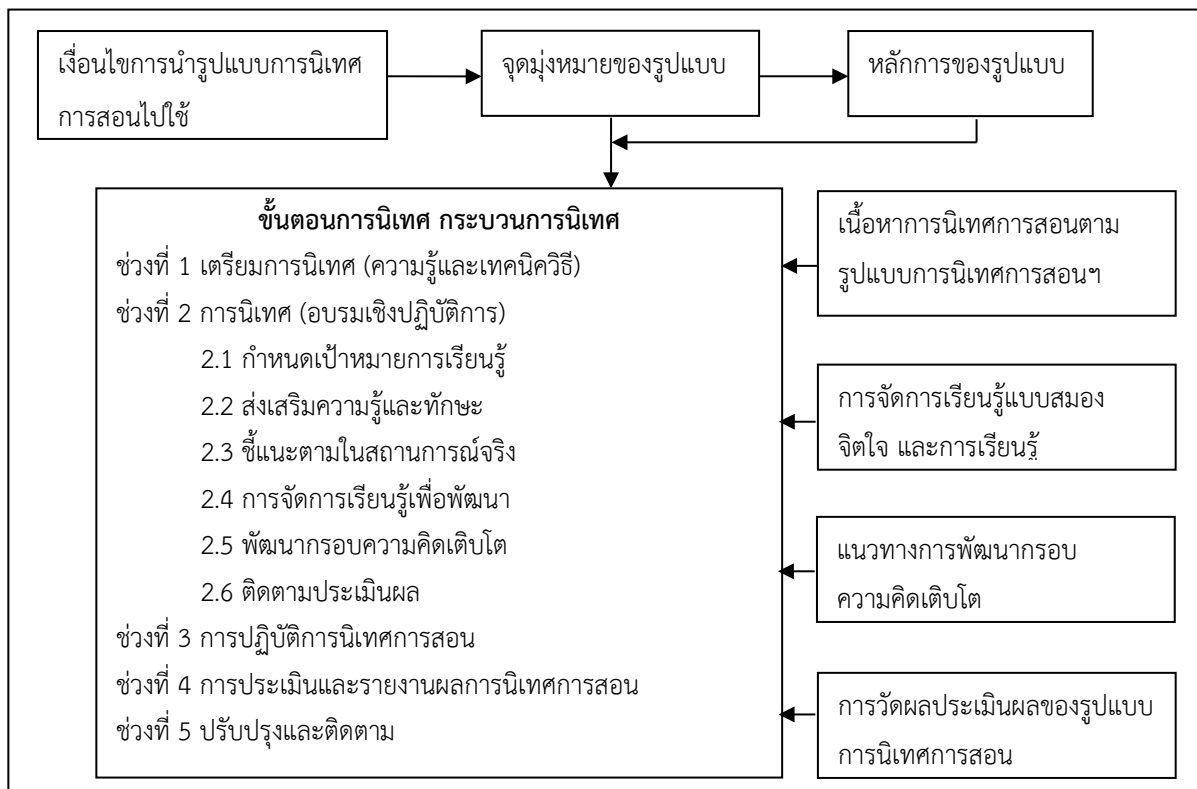 เงื่อนไขการนำรูปแบบการนิเทศ
การสอนไปใช้
จุดมุ่งหมายของรูปแบบ
หลักการของรูปแบบ
ขั้นตอนการนิเทศ กระบวนการนิเทศ
ช่วงที่ 1 เตรียมการนิเทศ (ความรู้และเทคนิควิธี)
ช่วงที่ 2 การนิเทศ (อบรมเชิงปฏิบัติการ)
2.1 กำหนดเป้าหมายการเรียนรู้
2.2 ส่งเสริมความรู้และทักษะ
2.3 ชี้แนะตามในสถานการณ์จริง
2.4 การจัดการเรียนรู้เพื่อพัฒนา
2.5 พัฒนากรอบความคิดเติบโต
2.6 ติดตามประเมินผล
ช่วงที่ 3 การปฏิบัติการนิเทศการสอน
ช่วงที่ 4 การประเมินและรายงานผลการนิเทศการสอน
ช่วงที่ 5 ปรับปรุงและติดตาม
เนื้อหาการนิเทศการสอนตาม
รูปแบบการนิเทศการสอนฯ
การจัดการเรียนรู้แบบสมอง
จิตใจ และการเรียนรู้
แนวทางการพัฒนากรอบ
ความคิดเติบโต
การวัดผลประเมินผลของรูปแบบ
การนิเทศการสอน